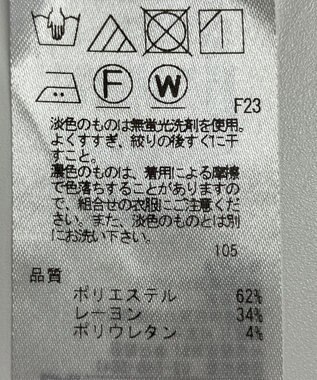 F
W
F23
淡色のものは無蛍光洗剤を使用。
よくすすぎ、絞りの後すぐに干
すこと。
濃色のものは、着用による摩擦
で色落ちすることがありますの
で、組合せの衣服にご注意くだ
さい。また、淡色のものとは別
にお洗い下さい。
105
品質
ポリエステル 62%
レーヨン 34%
ポリウレタン 4%